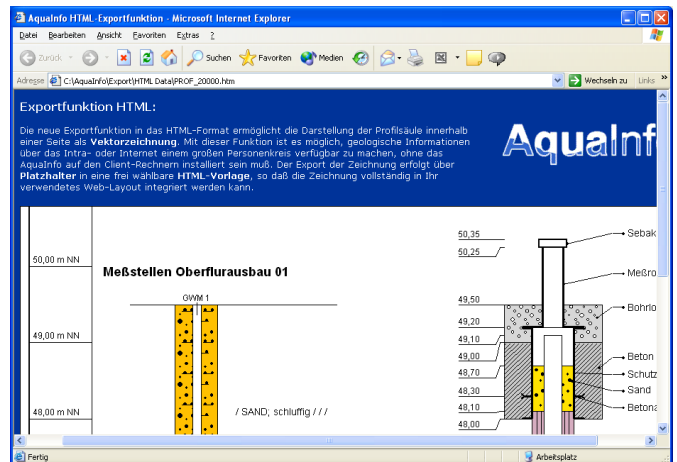 AquaInfo HTML-Exportfunktion - Microsoft Internet Explorer
Datei Bearbeiten Ansicht Favoriten Extras ?
Zurück Suchen Favoriten Medien
Adresse C:\AquaInfo\Export\HTML Data\PROF_20000.htm Wechseln zu Links »
Exportfunktion HTML:
Die neue Exportfunktion in das HTML-Format ermöglicht die Darstellung der Profilsäule innerhalb
einer Seite als Vektorzeichnung. Mit dieser Funktion ist es möglich, geologische Informationen
über das Intra- oder Internet einem großen Personenkreis verfügbar zu machen, ohne das
AquaInfo auf den Client-Rechnern installiert sein muß. Der Export der Zeichnung erfolgt über
Platzhalter in eine frei wählbare HTML-Vorlage, so daß die Zeichnung vollständig in Ihr
verwendetes Web-Layout integriert werden kann.
AquaInf
50,00 m NN
49,00 m NN
48,00 m NN
Meßstellen Oberflurausbau 01
GWM 1
/ SAND; schluffig / / /
50,35
50,25
49,50
49,20
49,10
49,00
48,70
48,30
48,10
48,00
Sebak
Meßro
Bohrlo
Beton
Schutz
Sand
Betona
Fertig Arbeitsplatz